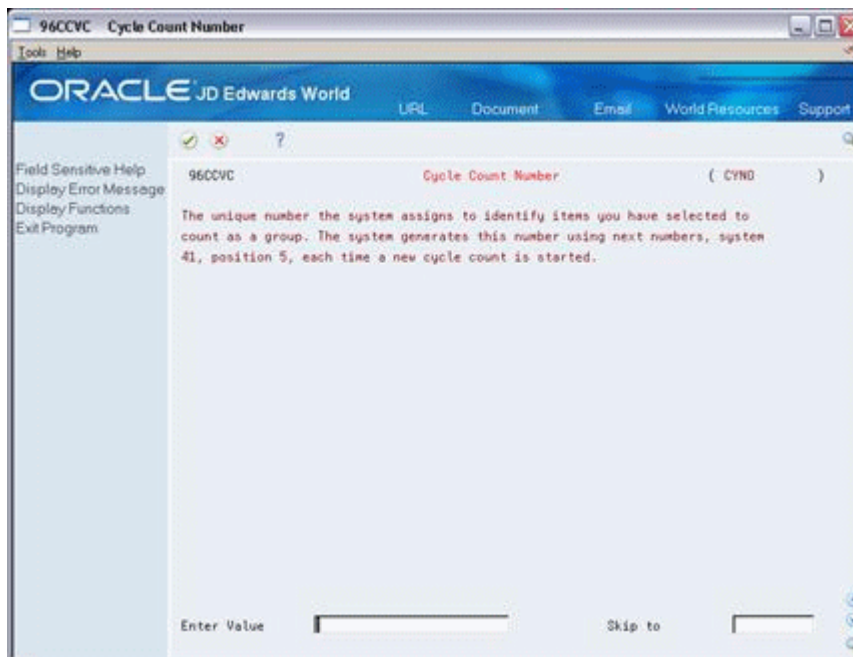 96CCVC Cycle Count Number
Tools Help
ORACLE JD Edwards World
URL Document Email World Resources Support
?
Field Sensitive Help
Display Error Message
Display Functions
Exit Program
96CCVC Cycle Count Number ( CYNO )
The unique number the system assigns to identify items you have selected to
count as a group. The system generates this number using next numbers, system
41, position 5, each time a new cycle count is started.
Enter Value Skip to